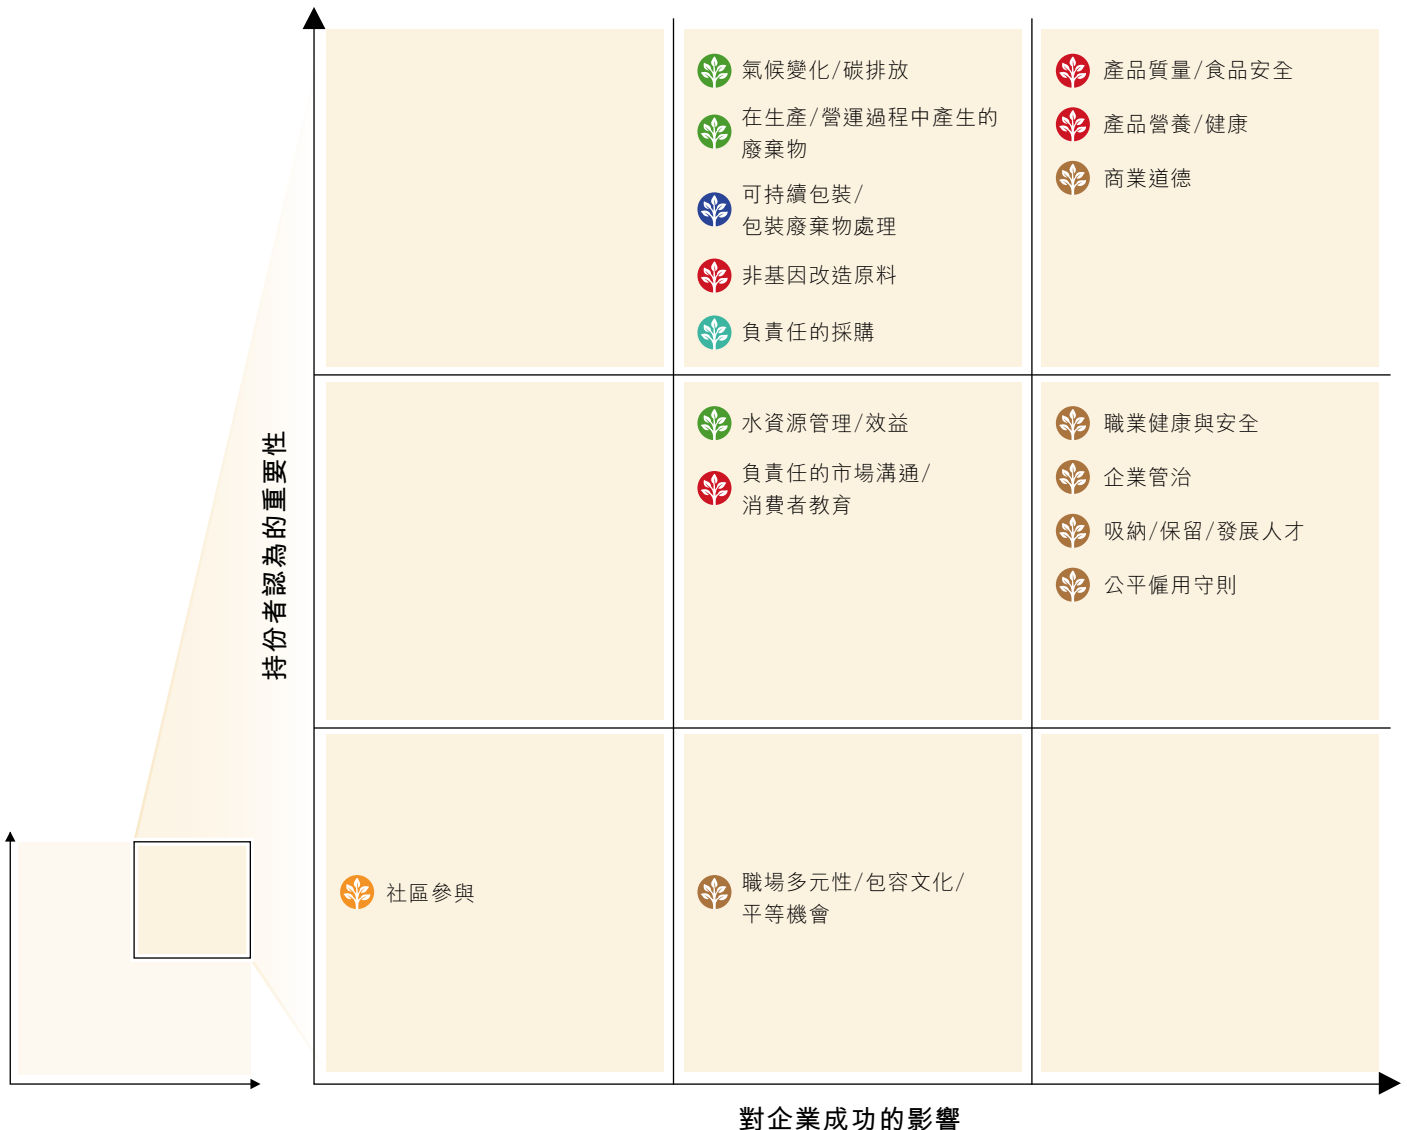 氣候變化/碳排放
在生產/營運過程中產生的
廢棄物
可持續包裝/
包裝廢棄物處理
非基因改造原料
負責任的採購
產品質量/食品安全
產品營養/健康
商業道德
持份者認為的重要性
水資源管理/效益
負責任的市場溝通/
消費者教育
職業健康與安全
企業管治
吸納/保留/發展人才
公平僱用守則
社區參與
職場多元性/包容文化/
平等機會
對企業成功的影響